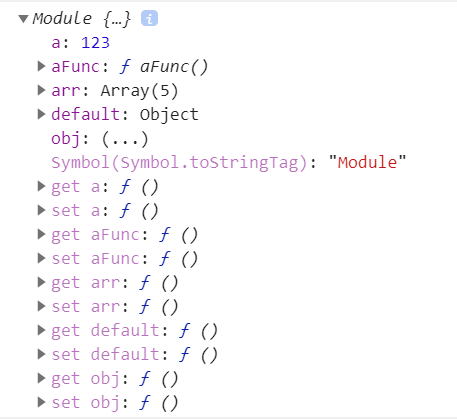 Module {…} i
a: 123
aFunc: ƒ aFunc()
arr: Array(5)
default: Object
obj: (...)
Symbol(Symbol.toStringTag): "Module"
get a: ƒ ()
set a: ƒ ()
get aFunc: ƒ ()
set aFunc: ƒ ()
get arr: ƒ ()
set arr: ƒ ()
get default: ƒ ()
set default: ƒ ()
get obj: ƒ ()
set obj: ƒ ()